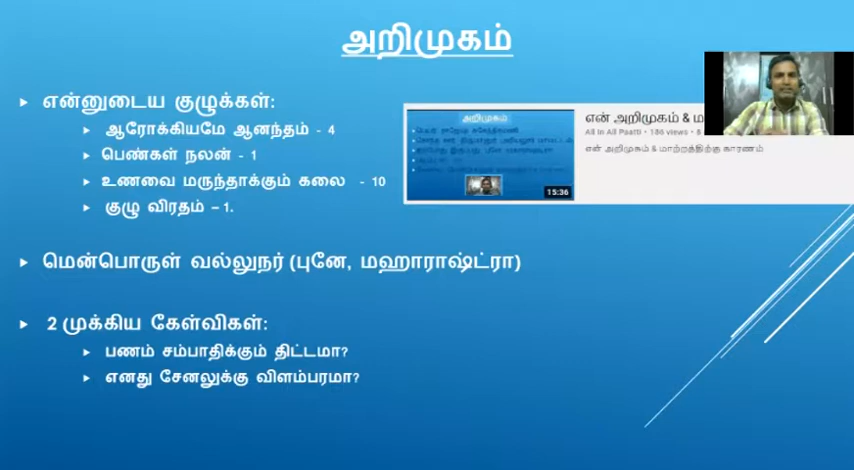 அறிமுகம்
என்னுடைய குழுக்கள்:
ஆரோக்கியமே ஆனந்தம் - 4
பெண்கள் நலன் - 1
உணவை மருந்தாக்கும் கலை - 10
குழு விரதம் – 1.
மென்பொருள் வல்லுநர் (புனே, மஹாராஷ்ட்ரா)
2 முக்கிய கேள்விகள்:
பணம் சம்பாதிக்கும் திட்டமா?
எனது சேனலுக்கு விளம்பரமா?
அறிமுகம்
15:36
என் அறிமுகம் & மா
All In All Paatti • 186 views •
என் அறிமுகம் & மாற்றத்திற்கு காரணம்